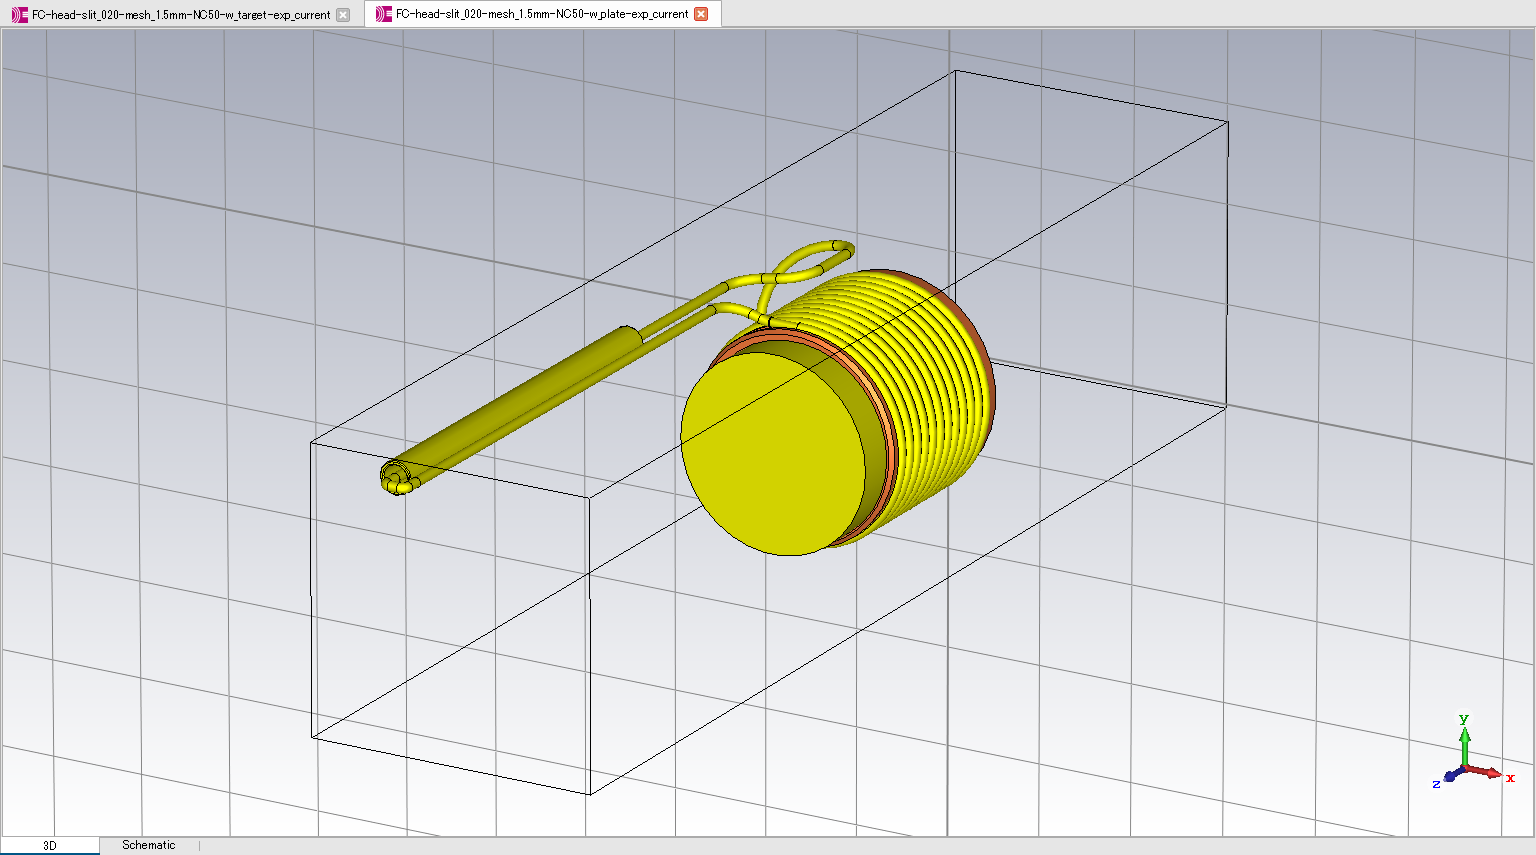 FC-head-slit_020-mesh_1.5mm-NC50-w_target-exp_current
FC-head-slit_020-mesh_1.5mm-NC50-w_plate-exp_current
y
x
z
3D
Schematic